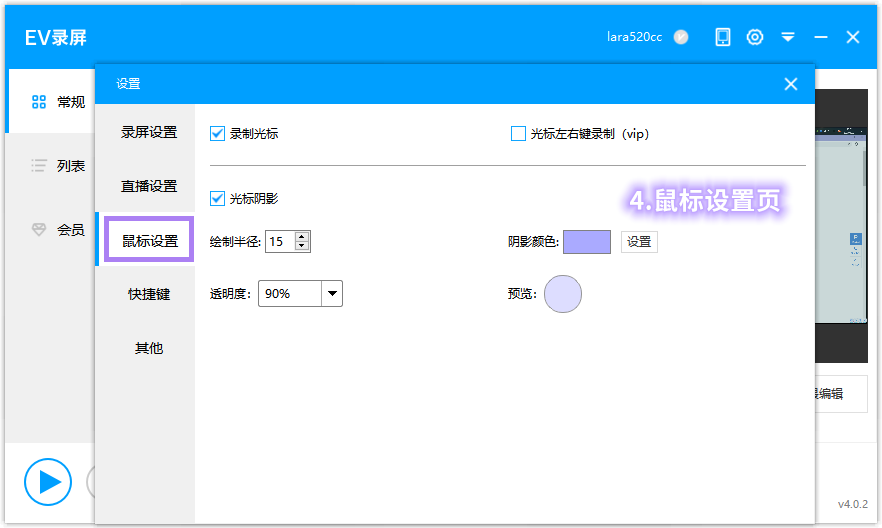 EV录屏
lara520cc
设置
常规
列表
会员
录屏设置
直播设置
鼠标设置
快捷键
其他
录制光标
光标左右键录制（vip）
光标阴影
4.鼠标设置页
绘制半径: 15
阴影颜色: 设置
透明度: 90%
预览:
编辑
v4.0.2